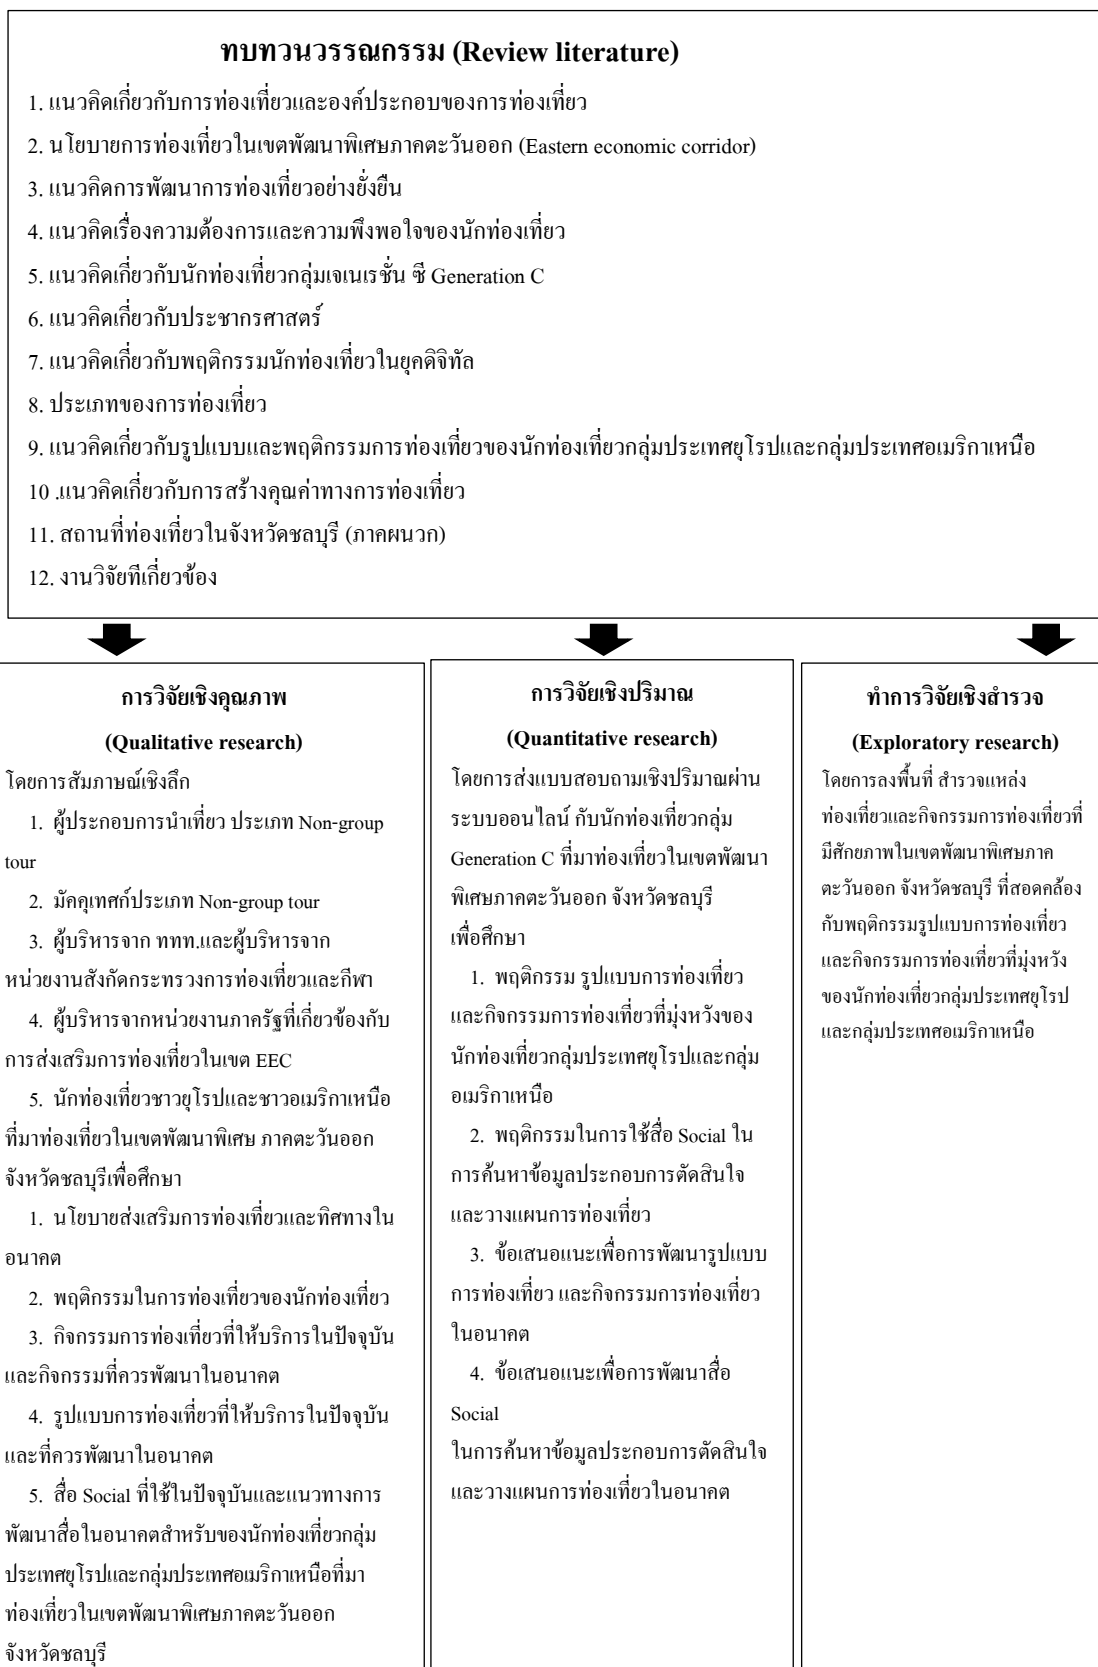 ทบทวนวรรณกรรม (Review literature)
1. แนวคิดเกี่ยวกับการท่องเที่ยวและองค์ประกอบของการท่องเที่ยว
2. นโยบายการท่องเที่ยวในเขตพัฒนาพิเศษภาคตะวันออก (Eastern economic corridor)
3. แนวคิดการพัฒนาการท่องเที่ยวอย่างยั่งยืน
4. แนวคิดเรื่องความต้องการและความพึงพอใจของนักท่องเที่ยว
5. แนวคิดเกี่ยวกับนักท่องเที่ยวกลุ่มเจเนเรชั่น ซี Generation C
6. แนวคิดเกี่ยวกับประชากรศาสตร์
7. แนวคิดเกี่ยวกับพฤติกรรมนักท่องเที่ยวในยุคดิจิทัล
8. ประเภทของการท่องเที่ยว
9. แนวคิดเกี่ยวกับรูปแบบและพฤติกรรมการท่องเที่ยวของนักท่องเที่ยวกลุ่มประเทศยุโรปและกลุ่มประเทศอเมริกาเหนือ
10 .แนวคิดเกี่ยวกับการสร้างคุณค่าทางการท่องเที่ยว
11. สถานที่ท่องเที่ยวในจังหวัดชลบุรี (ภาคผนวก)
12. งานวิจัยทีเกี่ยวข้อง
การวิจัยเชิงคุณภาพ
(Qualitative research)
โดยการสัมภาษณ์เชิงลึก
1. ผู้ประกอบการนำเที่ยว ประเภท Non-group
tour
2. มัคคุเทศก์ประเภท Non-group tour
3. ผู้บริหารจาก ททท.และผู้บริหารจาก
หน่วยงานสังกัดกระทรวงการท่องเที่ยวและกีฬา
4. ผู้บริหารจากหน่วยงานภาครัฐที่เกี่ยวข้องกับ
การส่งเสริมการท่องเที่ยวในเขต EEC
5. นักท่องเที่ยวชาวยุโรปและชาวอเมริกาเหนือ
ที่มาท่องเที่ยวในเขตพัฒนาพิเศษ ภาคตะวันออก
จังหวัดชลบุรีเพื่อศึกษา
1. นโยบายส่งเสริมการท่องเที่ยวและทิศทางใน
อนาคต
2. พฤติกรรมในการท่องเที่ยวของนักท่องเที่ยว
3. กิจกรรมการท่องเที่ยวที่ให้บริการในปัจจุบัน
และกิจกรรมที่ควรพัฒนาในอนาคต
4. รูปแบบการท่องเที่ยวที่ให้บริการในปัจจุบัน
และที่ควรพัฒนาในอนาคต
5. สื่อ Social ที่ใช้ในปัจจุบันและแนวทางการ
พัฒนาสื่อในอนาคตสำหรับของนักท่องเที่ยวกลุ่ม
ประเทศยุโรปและกลุ่มประเทศอเมริกาเหนือที่มา
ท่องเที่ยวในเขตพัฒนาพิเศษภาคตะวันออก
จังหวัดชลบุรี
การวิจัยเชิงปริมาณ
(Quantitative research)
โดยการส่งแบบสอบถามเชิงปริมาณผ่าน
ระบบออนไลน์ กับนักท่องเที่ยวกลุ่ม
Generation C ที่มาท่องเที่ยวในเขตพัฒนา
พิเศษภาคตะวันออก จังหวัดชลบุรี
เพื่อศึกษา
1. พฤติกรรม รูปแบบการท่องเที่ยว
และกิจกรรมการท่องเที่ยวที่มุ่งหวังของ
นักท่องเที่ยวกลุ่มประเทศยุโรปและกลุ่ม
อเมริกาเหนือ
2. พฤติกรรมในการใช้สื่อ Social ใน
การค้นหาข้อมูลประกอบการตัดสินใจ
และวางแผนการท่องเที่ยว
3. ข้อเสนอแนะเพื่อการพัฒนารูปแบบ
การท่องเที่ยว และกิจกรรมการท่องเที่ยว
ในอนาคต
4. ข้อเสนอแนะเพื่อการพัฒนาสื่อ
Social
ในการค้นหาข้อมูลประกอบการตัดสินใจ
และวางแผนการท่องเที่ยวในอนาคต
ทำการวิจัยเชิงสำรวจ
(Exploratory research)
โดยการลงพื้นที่ สำรวจแหล่ง
ท่องเที่ยวและกิจกรรมการท่องเที่ยวที่
มีศักยภาพในเขตพัฒนาพิเศษภาค
ตะวันออก จังหวัดชลบุรี ที่สอดคล้อง
กับพฤติกรรมรูปแบบการท่องเที่ยว
และกิจกรรมการท่องเที่ยวที่มุ่งหวัง
ของนักท่องเที่ยวกลุ่มประเทศยุโรป
และกลุ่มประเทศอเมริกาเหนือ